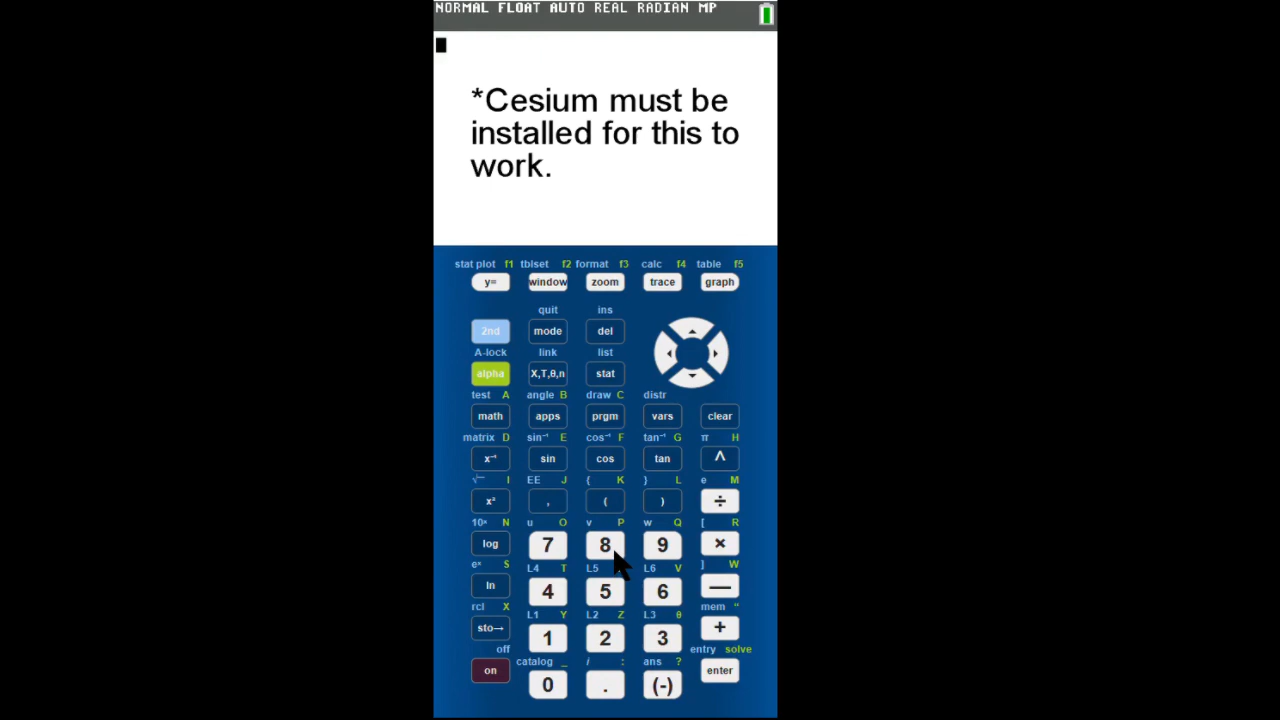 NORMAL FLOAT AUTO REAL RADIAN MP
*Cesium must be
installed for this to
work.
stat plot f1 tblset f2 format f3 calc f4 table f5
y= window zoom trace graph
quit ins
2nd mode del
A-lock link list
alpha X,T,θ,n stat
test A angle B draw C distr
math apps prgm vars clear
matrix D sin⁻¹ E cos⁻¹ F tan⁻¹ G π H
x⁻¹ sin cos tan ^
√ I EE J { K } L e M
x² , ( ) ÷
10ˣ N u O v P w Q [ R
log 7 8 9 ×
eˣ S L4 T L5 L6 V ] W
ln 4 5 6 —
rcl X L1 Y L2 Z L3 θ mem "
sto→ 1 2 3 +
off catalog _ i : ans ? entry solve
on 0 . (-) enter